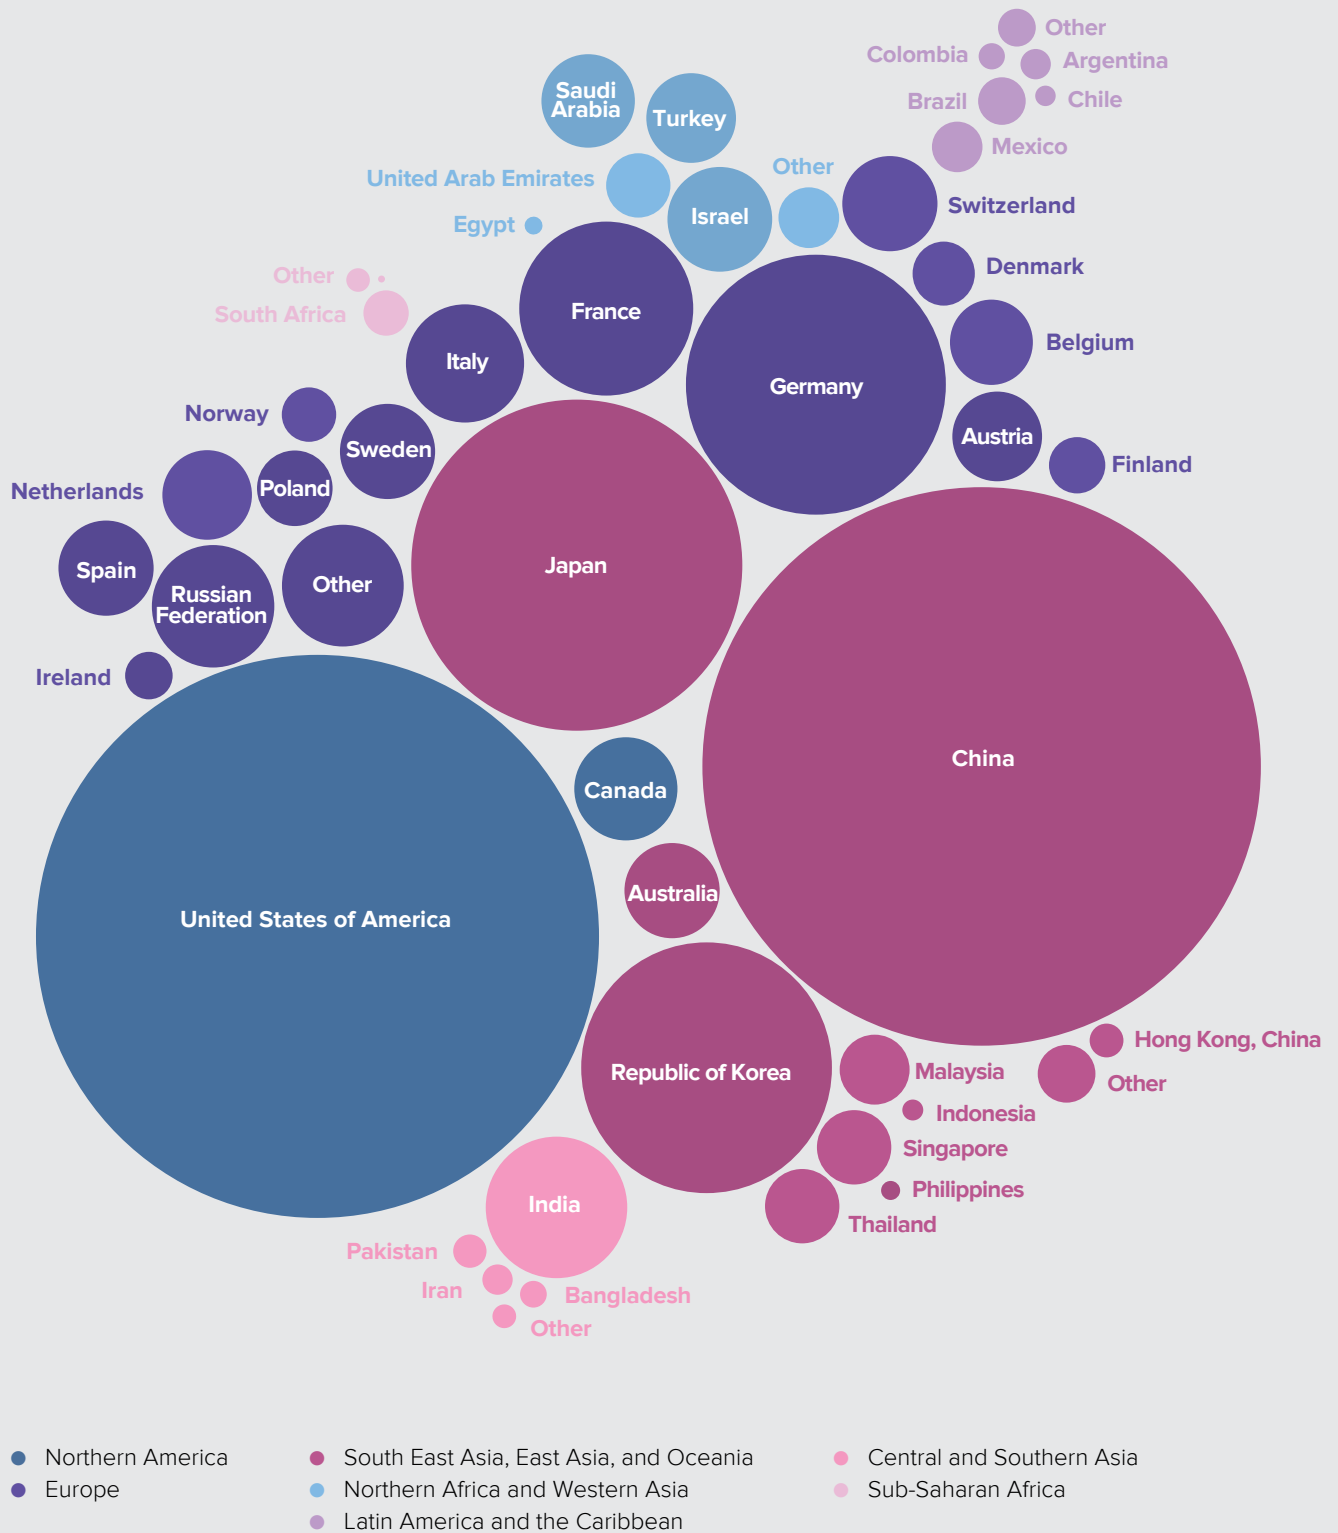 Other
Colombia
Argentina
Brazil
Chile
Mexico
Saudi
Arabia
Turkey
United Arab Emirates
Other
Israel
Switzerland
Egypt
Denmark
Other
South Africa
France
Belgium
Italy
Germany
Norway
Sweden
Austria
Finland
Netherlands
Poland
Spain
Japan
Other
Russian
Federation
Ireland
China
Canada
Australia
United States of America
Hong Kong, China
Republic of Korea
Malaysia
Other
Indonesia
Singapore
Philippines
India
Thailand
Pakistan
Iran
Bangladesh
Other
Northern America
South East Asia, East Asia, and Oceania
Central and Southern Asia
Europe
Northern Africa and Western Asia
Sub-Saharan Africa
Latin America and the Caribbean